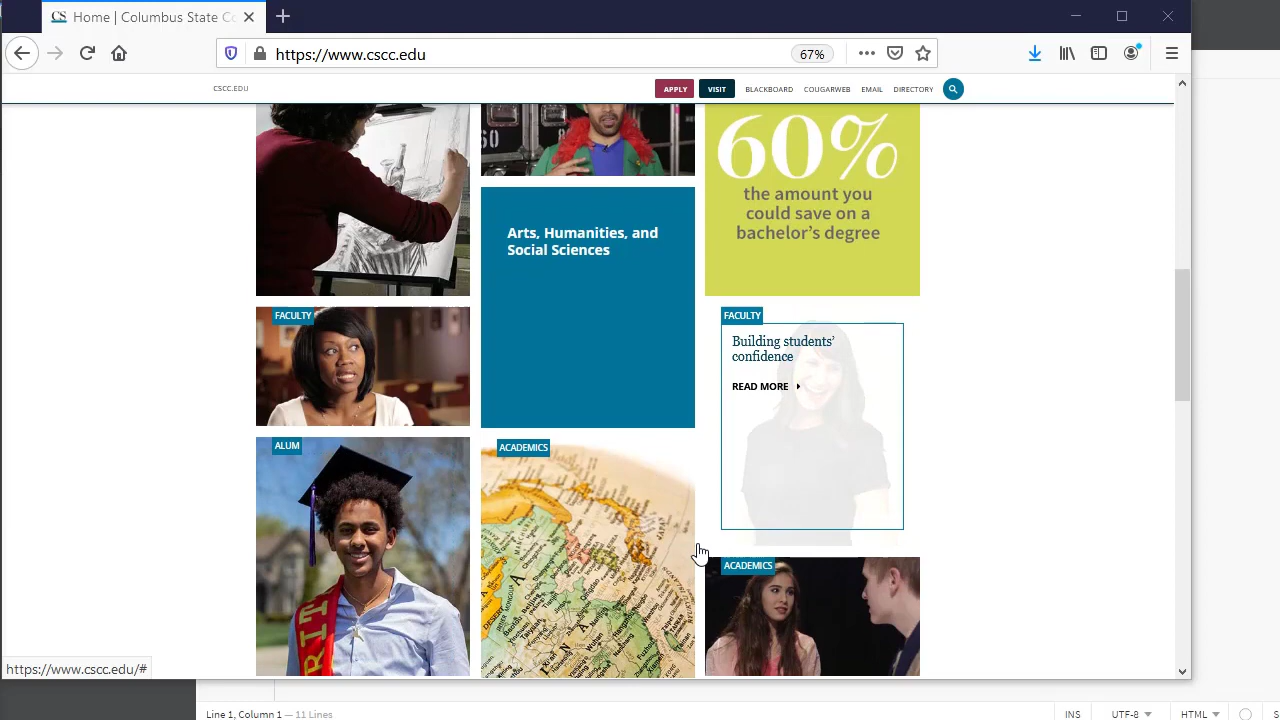 Home | Columbus State Co
https://www.cscc.edu
67%
CSCC.EDU
APPLY
VISIT
BLACKBOARD
COUGARWEB
EMAIL
DIRECTORY
60
60%
the amount you
could save on a
bachelor's degree
Arts, Humanities, and
Social Sciences
FACULTY
FACULTY
Building students'
confidence
READ MORE
ALUM
ACADEMICS
ACADEMICS
RIT
https://www.cscc.edu/#
Line 1, Column 1 — 11 Lines
INS
UTF-8
HTML